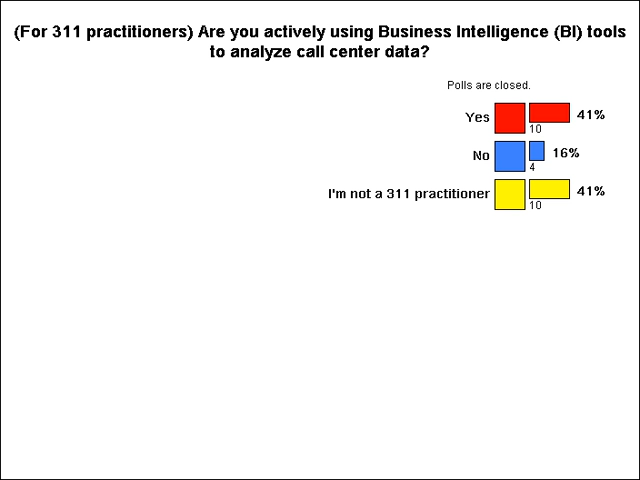 (For 311 practitioners) Are you actively using Business Intelligence (BI) tools
to analyze call center data?
Polls are closed.
Yes 41%
10
No 16%
4
I'm not a 311 practitioner 41%
10